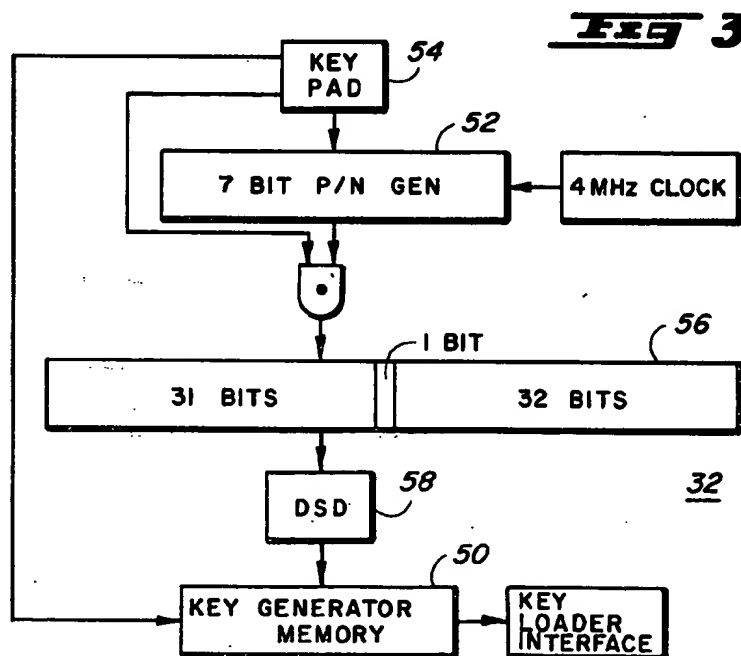 FIG 3
KEY
PAD
54
52
7 BIT P/N GEN
4 MHz CLOCK
1 BIT
56
31 BITS
32 BITS
32
DSD
58
50
KEY GENERATOR
MEMORY
KEY
LOADER
INTERFACE